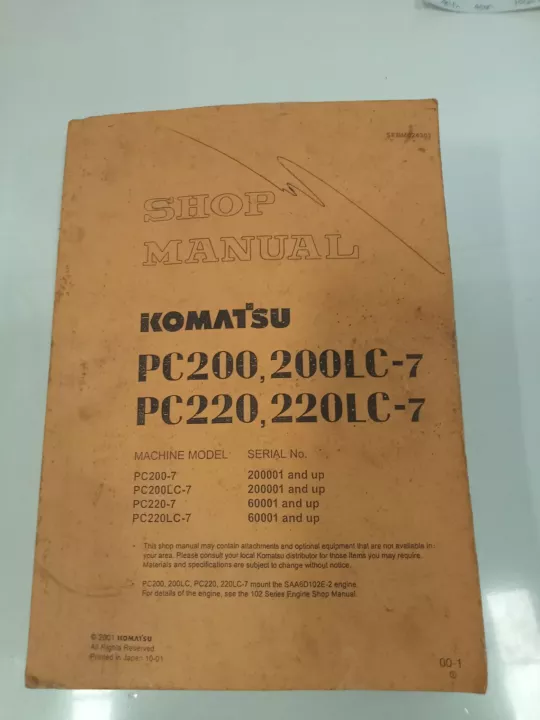 SHOP
MANUAL
KOMATSU
PC200, 200LC-7
PC220, 220LC-7
MACHINE MODEL SERIAL No.
PC200-7 200001 and up
PC200LC-7 200001 and up
PC220-7 60001 and up
PC220LC-7 60001 and up
• This shop manual may contain attachments and optional equipment that are not available in
your area. Please consult your local Komatsu distributor for those items you may require.
Materials and specifications are subject to change without notice.
• PC200, 200LC, PC220, 220LC-7 mount the SAA6D102E-2 engine.
For details of the engine, see the 102 Series Engine Shop Manual.
© 2001 KOMATSU
All Rights Reserved
Printed in Japan 10-01
00-1